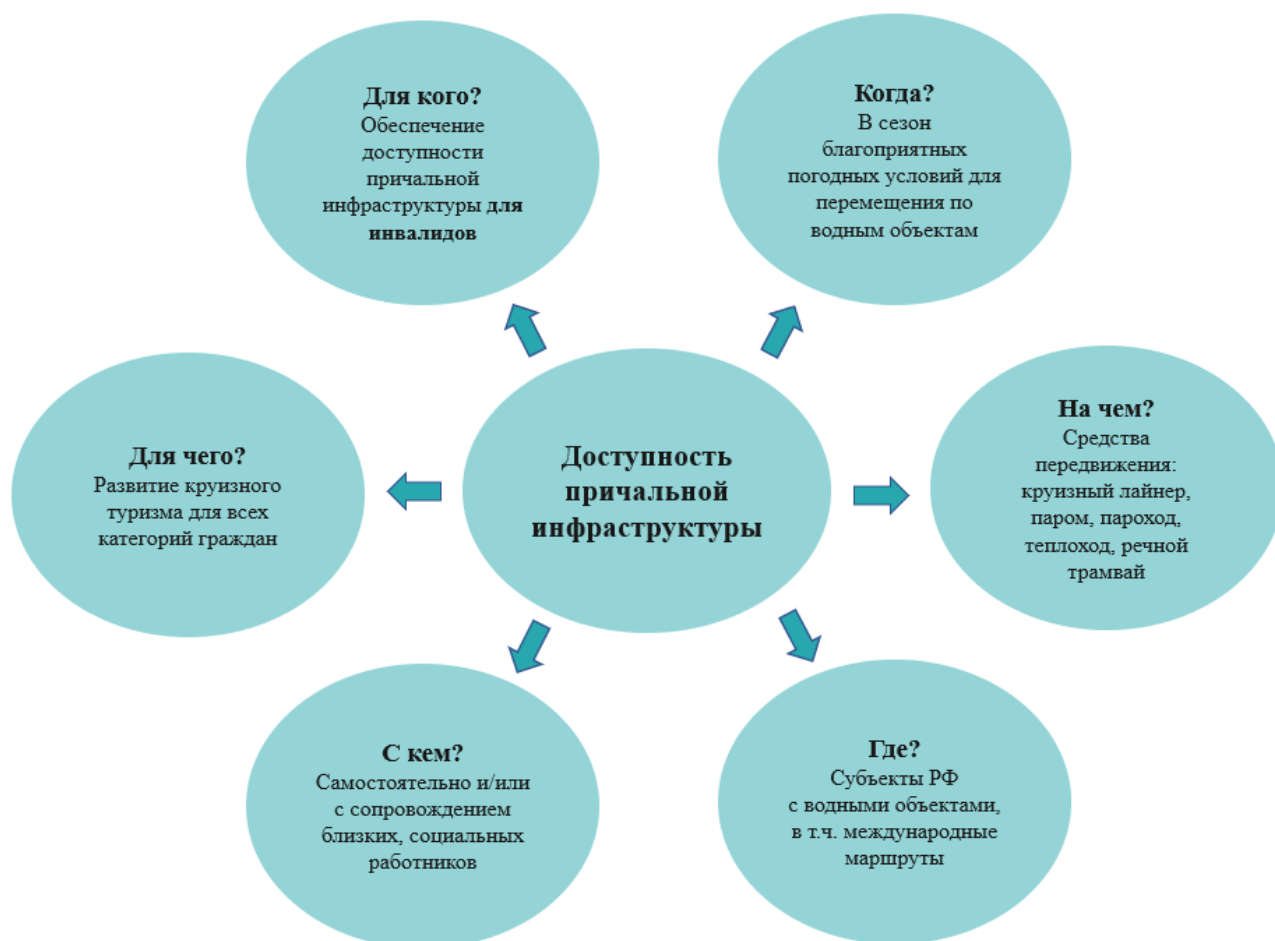 Для кого?
Обеспечение
доступности
причальной
инфраструктуры для
инвалидов
Когда?
В сезон
благоприятных
погодных условий для
перемещения по
водным объектам
Для чего?
Развитие круизного
туризма для всех
категорий граждан
Доступность
причальной
инфраструктуры
На чем?
Средства
передвижения:
круизный лайнер,
паром, пароход,
теплоход, речной
трамвай
С кем?
Самостоятельно и/или
с сопровождением
близких, социальных
работников
Где?
Субъекты РФ
с водными объектами,
в т.ч. международные
маршруты